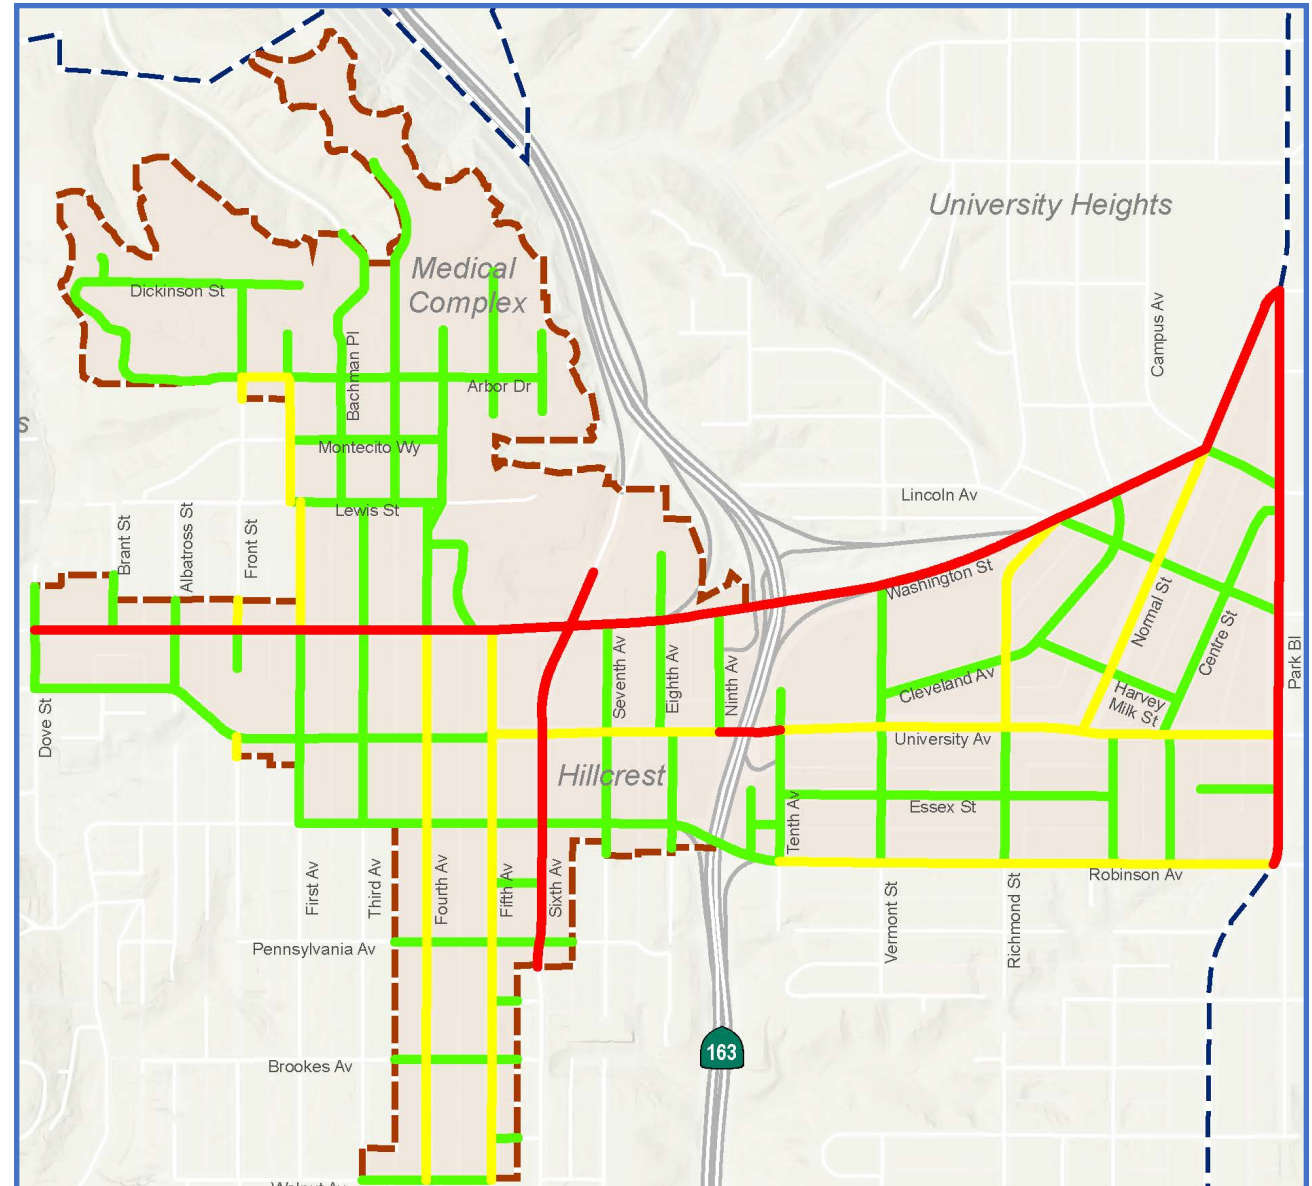 University Heights
Medical
Complex
Dickinson St
Campus Av
Bachman Pl
Arbor Dr
s
Montecito Wy
Lincoln Av
Lewis St
Brant St
Albatross St
Front St
Washington St
Normal St
Centre St
Park Bl
Seventh Av
Eighth Av
Ninth Av
Cleveland Av
Harvey
Milk St
Dove St
University Av
Hillcrest
Essex St
Tenth Av
First Av
Third Av
Fourth Av
Fifth Av
Sixth Av
Robinson Av
Vermont St
Richmond St
Pennsylvania Av
163
Brookes Av
Walnut Av